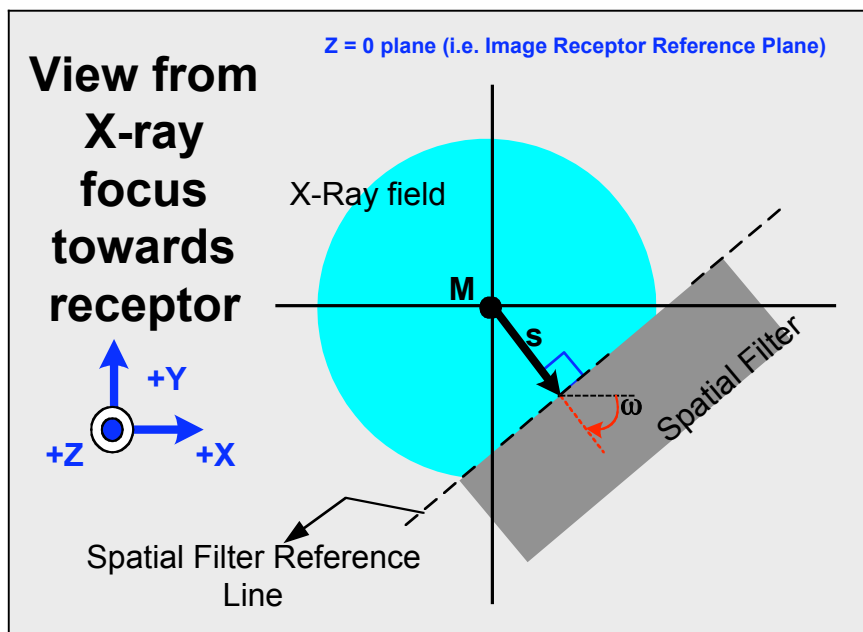 Z = 0 plane (i.e. Image Receptor Reference Plane)
View from
X-ray
focus
towards
receptor
X-Ray field
M
s
ω
Spatial Filter
+Y
+Z
+X
Spatial Filter Reference
Line